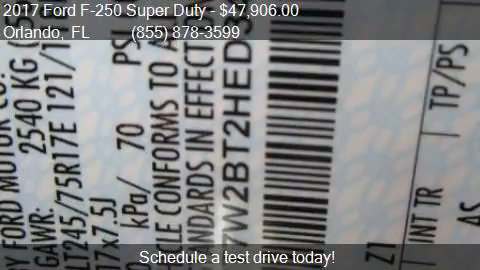 2017 Ford F-250 Super Duty - $47,906.00
Orlando, FL (855) 878-3599
Y FORD MOTOR CO.
GAWR: 2540 KG
LT245/75R17E 121/1
17x7.5J
kPa/ 70 PSI
CLE CONFORMS TO A
ANDARDS IN EFFECT
7W2BT2HED
Z1
INT TR TP/PS
AS
Schedule a test drive today!